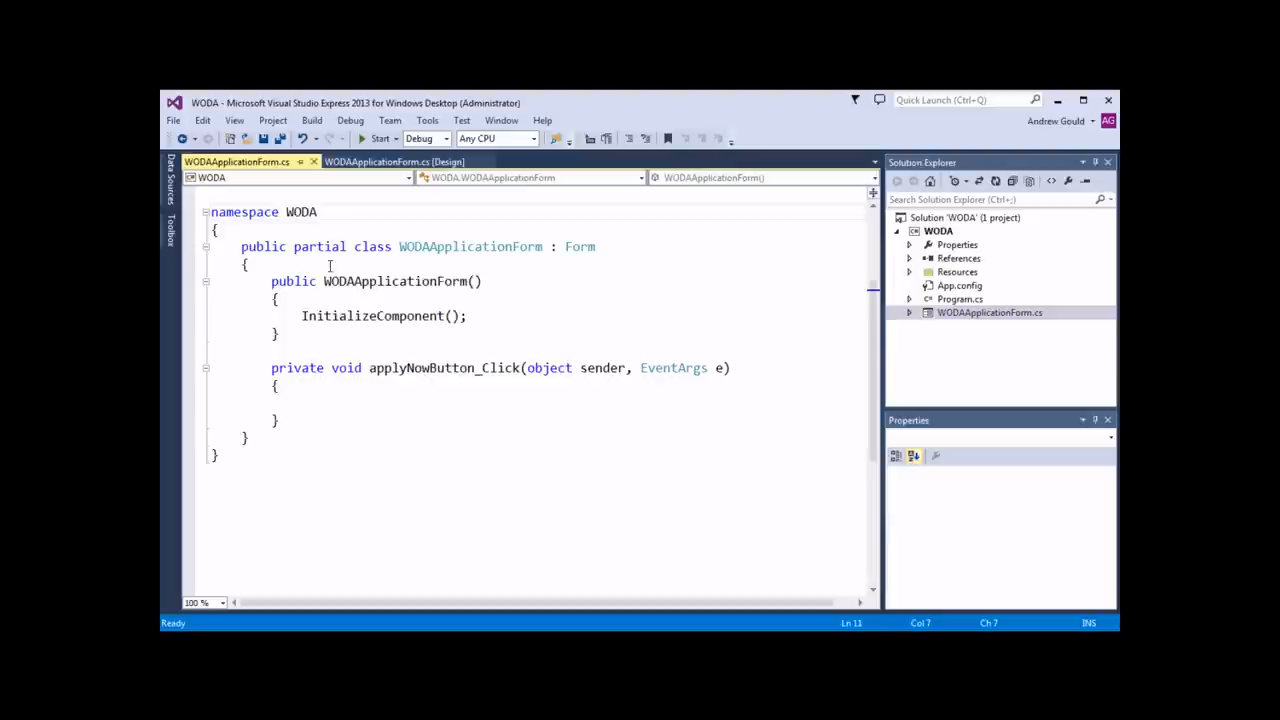 WODA - Microsoft Visual Studio Express 2013 for Windows Desktop (Administrator)
Quick Launch (Ctrl+Q)
File Edit View Project Build Debug Team Tools Test Window Help
Andrew Gould AG
Start Debug Any CPU
WODAApplicationForm.cs WODAApplicationForm.cs [Design]
WODA WODA.WODAApplicationForm WODAApplicationForm()
Data Sources
Toolbox
namespace WODA
{
public partial class WODAApplicationForm : Form
{
public WODAApplicationForm()
{
InitializeComponent();
}
private void applyNowButton_Click(object sender, EventArgs e)
{
}
}
}
100 %
Solution Explorer
Search Solution Explorer (Ctrl+;)
Solution 'WODA' (1 project)
WODA
Properties
References
Resources
App.config
Program.cs
WODAApplicationForm.cs
Properties
Ready Ln 11 Col 7 Ch 7 INS